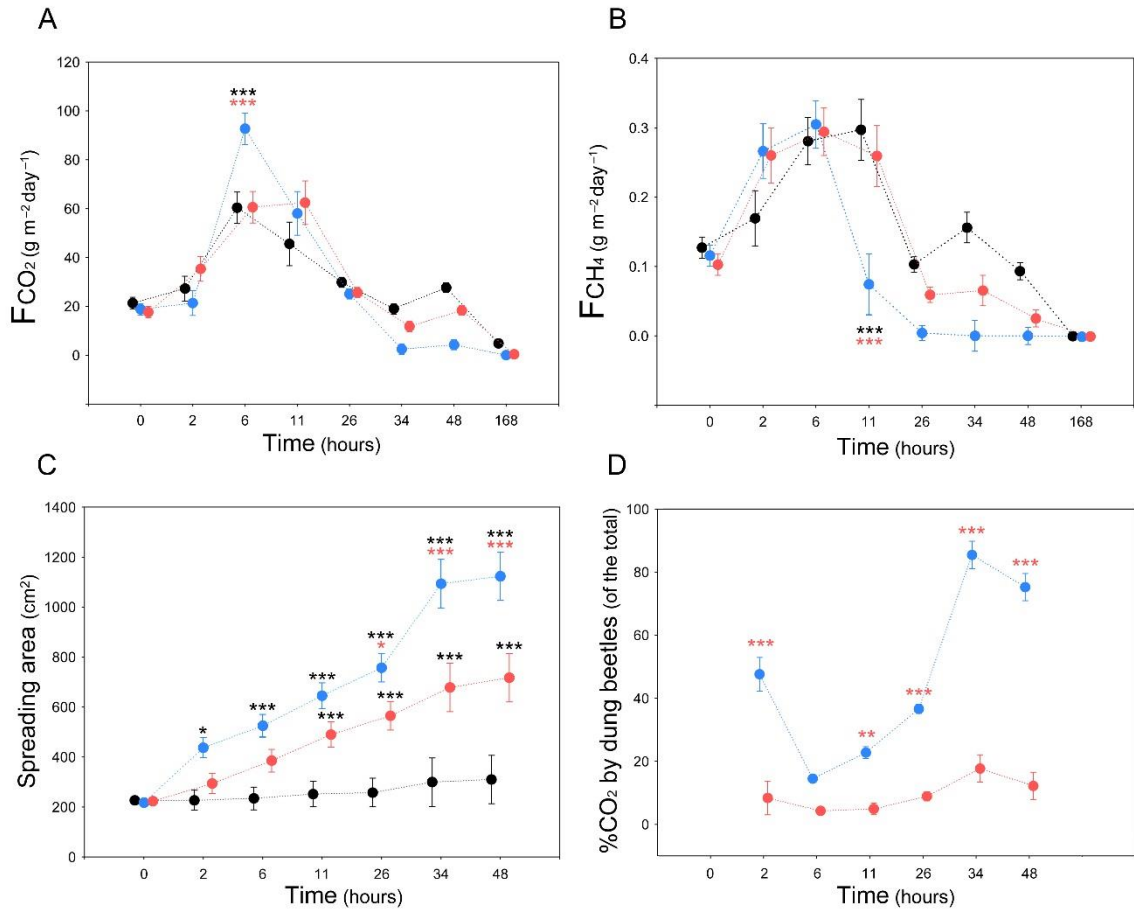 A
FCO₂ (g m⁻² day⁻¹)
120
100
80
60
40
20
0
***
***
0 2 6 11 26 34 48 168
Time (hours)
B
FCH₄ (g m⁻² day⁻¹)
0.4
0.3
0.2
0.1
0.0
***
***
0 2 6 11 26 34 48 168
Time (hours)
C
Spreading area (cm²)
1400
1200
1000
800
600
400
200
0
*** ***
*** ***
***
*
*** ***
***
***
***
***
*
0 2 6 11 26 34 48
Time (hours)
D
%CO₂ by dung beetles (of the total)
100
80
60
40
20
0
***
***
***
***
**
0 2 6 11 26 34 48
Time (hours)